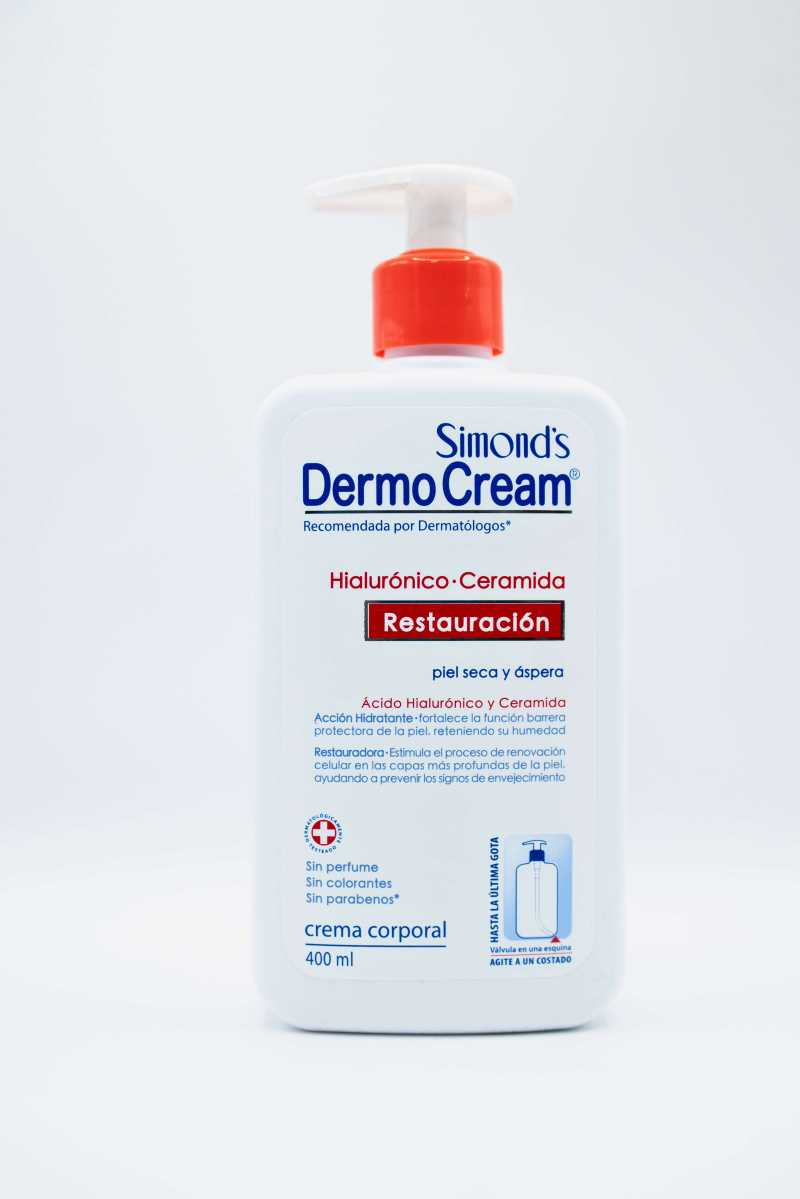 Simond's
DermoCream®
Recomendada por Dermatólogos*
Hialurónico·Ceramida
Restauración
piel seca y áspera
Ácido Hialurónico y Ceramida
Acción Hidratante·fortalece la función barrera
protectora de la piel, reteniendo su humedad
Restauradora·Estimula el proceso de renovación
celular en las capas más profundas de la piel,
ayudando a prevenir los signos de envejecimiento
DERMATOLÓGICAMENTE TESTEADO
Sin perfume
Sin colorantes
Sin parabenos*
crema corporal
400 ml
HASTA LA ÚLTIMA GOTA
Válvula en una esquina
AGITE A UN COSTADO